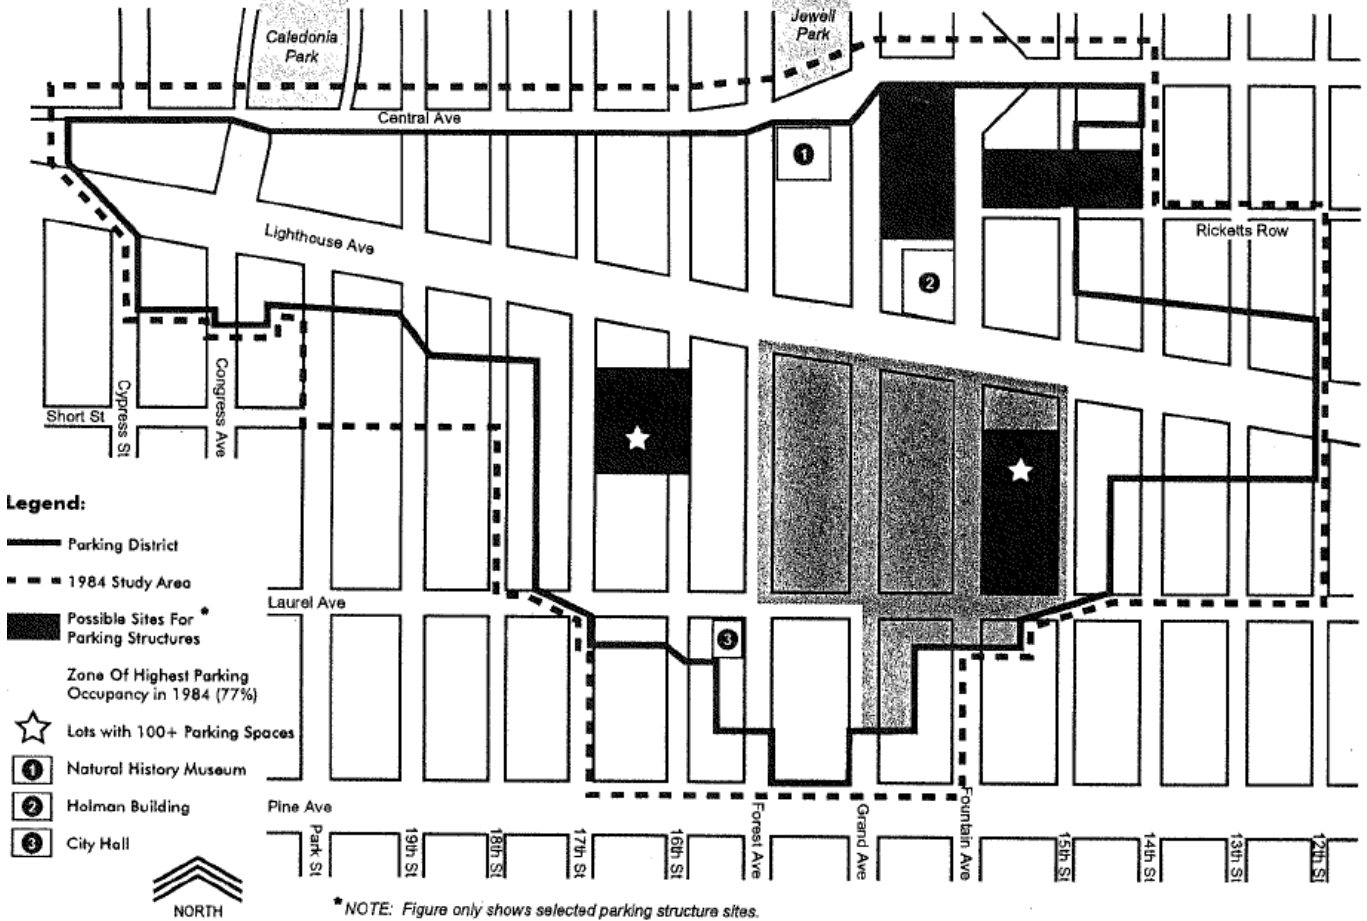 Caledonia
Park
Jewell
Park
Central Ave
1
2
Ricketts Row
Lighthouse Ave
Cypress St
Congress Ave
Short St
Legend:
Parking District
1984 Study Area
Possible Sites For *
Parking Structures
Zone Of Highest Parking
Occupancy in 1984 (77%)
Lots with 100+ Parking Spaces
1 Natural History Museum
2 Holman Building
3 City Hall
NORTH
Laurel Ave
3
Pine Ave
Park St
19th St
18th St
17th St
16th St
Forest Ave
Grand Ave
Fountain Ave
15th St
14th St
13th St
12th St
*NOTE: Figure only shows selected parking structure sites.